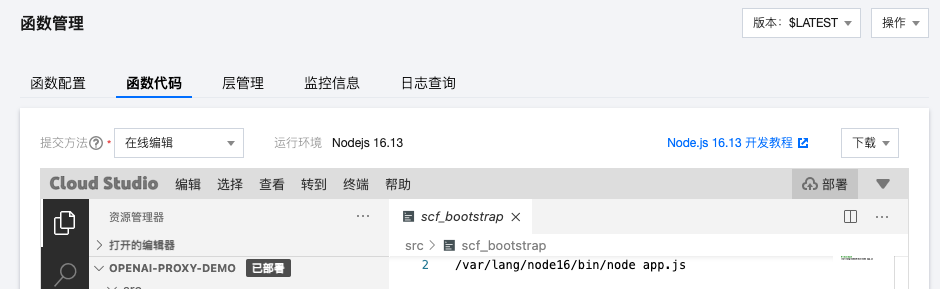 函数管理
版本：$LATEST
操作
函数配置
函数代码
层管理
监控信息
日志查询
提交方法
*
在线编辑
运行环境
Nodejs 16.13
Node.js 16.13 开发教程
下载
Cloud Studio
编辑
选择
查看
转到
终端
帮助
部署
资源管理器
scf_bootstrap
打开的编辑器
src
scf_bootstrap
OPENAI-PROXY-DEMO
已部署
2 /var/lang/node16/bin/node app.js
src